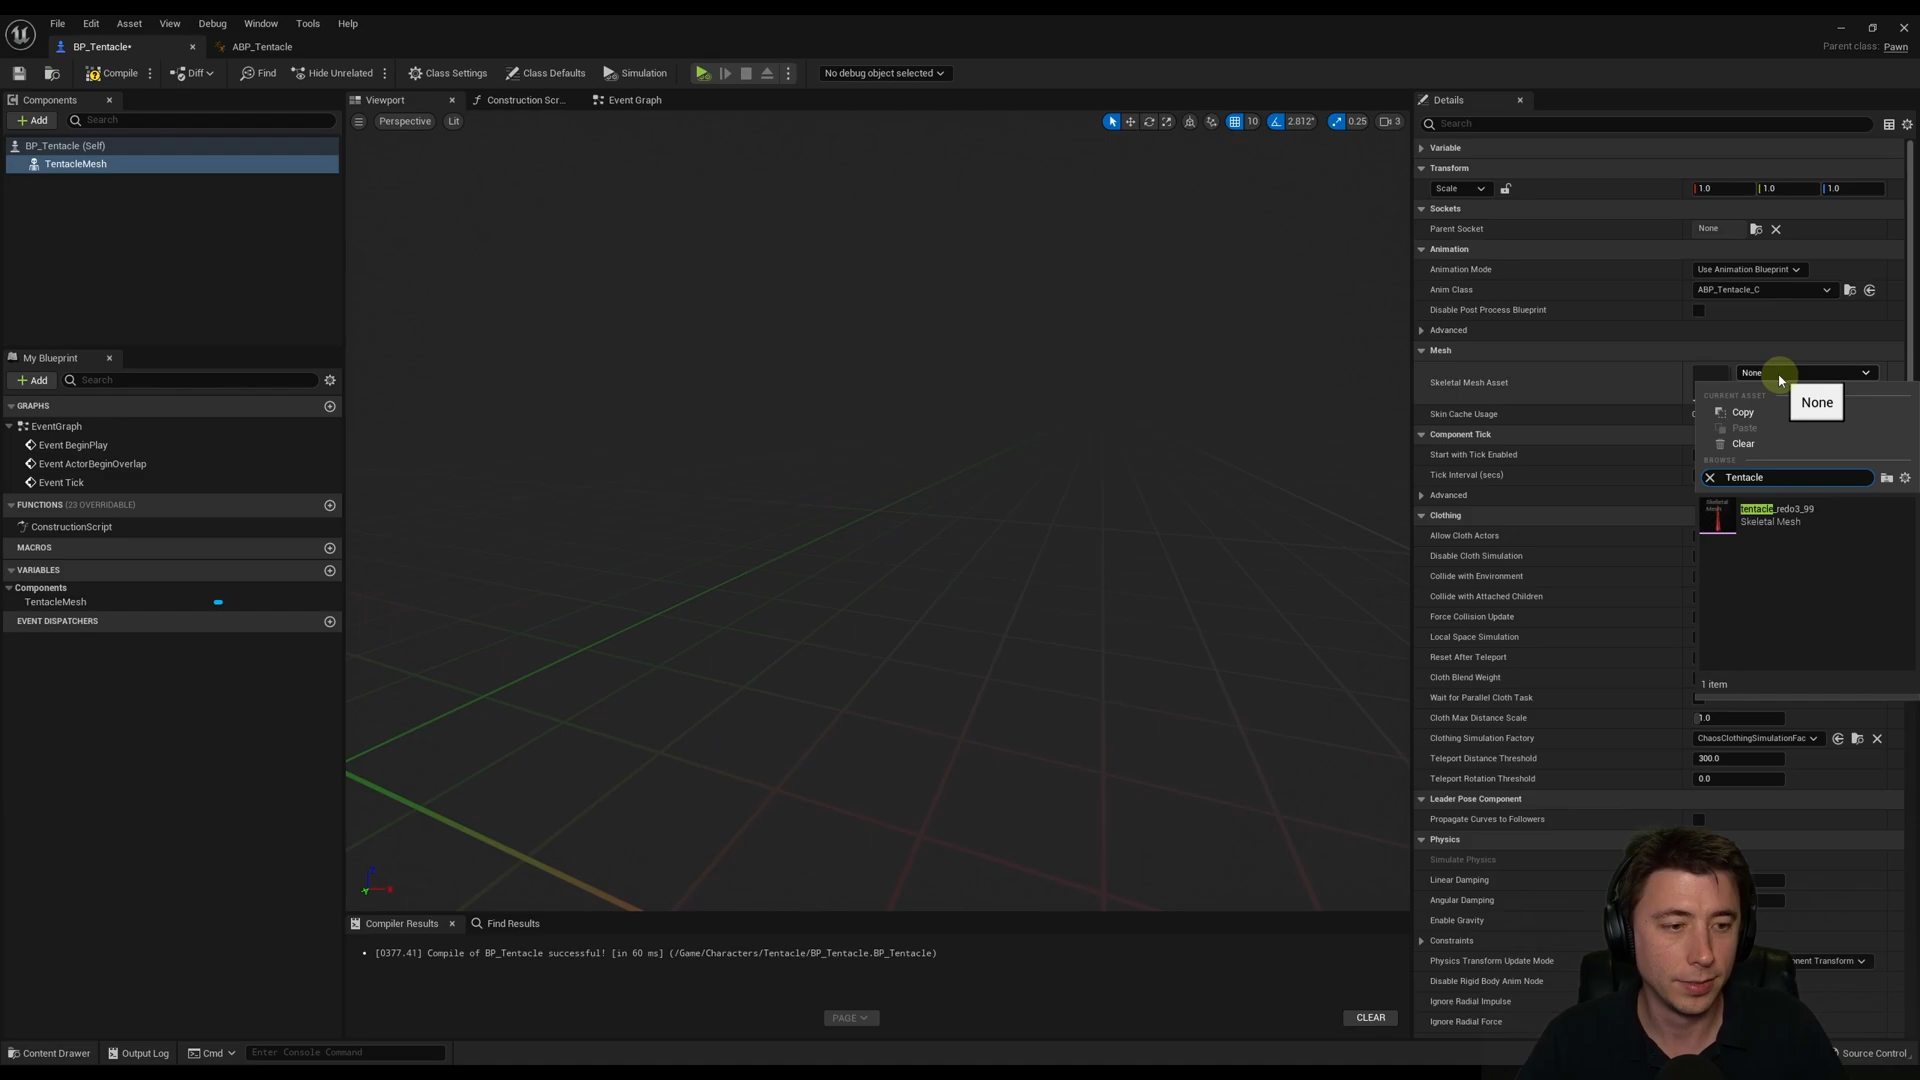 File Edit Asset View Debug Window Tools Help
BP_Tentacle* ABP_Tentacle
Parent class: Pawn
Compile Diff Find Hide Unrelated Class Settings Class Defaults Simulation No debug object selected
Components
Add Search
BP_Tentacle (Self)
TentacleMesh
My Blueprint
Add Search
GRAPHS
EventGraph
Event BeginPlay
Event ActorBeginOverlap
Event Tick
FUNCTIONS (23 OVERRIDABLE)
ConstructionScript
MACROS
VARIABLES
Components
TentacleMesh
EVENT DISPATCHERS
Viewport Construction Scr... Event Graph
Perspective Lit 10 2.812° 0.25 3
Compiler Results Find Results
[0377.41] Compile of BP_Tentacle successful! [in 60 ms] (/Game/Characters/Tentacle/BP_Tentacle.BP_Tentacle)
PAGE CLEAR
Details
Search
Variable
Transform
Scale 1.0 1.0 1.0
Sockets
Parent Socket None
Animation
Animation Mode Use Animation Blueprint
Anim Class ABP_Tentacle_C
Disable Post Process Blueprint
Advanced
Mesh
Skeletal Mesh Asset None
None
CURRENT ASSET
Copy
Paste
Clear
BROWSE
Tentacle
Skeletal Mesh
tentacle_redo3_99
Skeletal Mesh
1 item
Skin Cache Usage
Component Tick
Start with Tick Enabled
Tick Interval (secs)
Advanced
Clothing
Allow Cloth Actors
Disable Cloth Simulation
Collide with Environment
Collide with Attached Children
Force Collision Update
Local Space Simulation
Reset After Teleport
Cloth Blend Weight
Wait for Parallel Cloth Task
Cloth Max Distance Scale 1.0
Clothing Simulation Factory ChaosClothingSimulationFac
Teleport Distance Threshold 300.0
Teleport Rotation Threshold 0.0
Leader Pose Component
Propagate Curves to Followers
Physics
Simulate Physics
Linear Damping
Angular Damping
Enable Gravity
Constraints
Physics Transform Update Mode onent Transform
Disable Rigid Body Anim Node
Ignore Radial Impulse
Ignore Radial Force
Content Drawer Output Log Cmd Enter Console Command Source Control